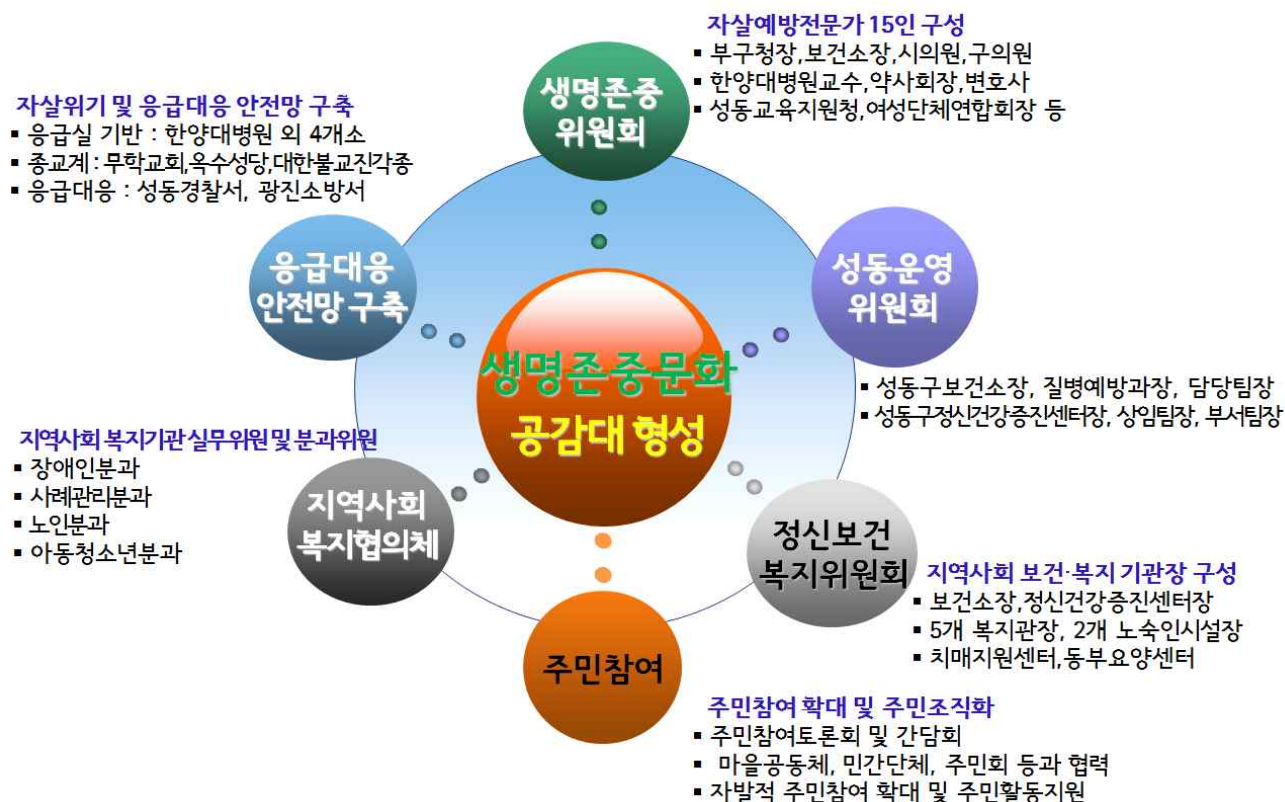 자살예방전문가 15인 구성
▪ 부구청장,보건소장,시의원,구의원
▪ 한양대병원교수,약사회장,변호사
▪ 성동교육지원청,여성단체연합회장 등
생명존중
위원회
자살위기 및 응급대응 안전망 구축
▪ 응급실 기반 : 한양대병원 외 4개소
▪ 종교계 : 무학교회,옥수성당,대한불교진각종
▪ 응급대응 : 성동경찰서, 광진소방서
응급대응
안전망 구축
성동운영
위원회
▪ 성동구보건소장, 질병예방과장, 담당팀장
▪ 성동구정신건강증진센터장, 상임팀장, 부서팀장
생명존중문화
공감대 형성
지역사회 복지기관 실무위원 및 분과위원
▪ 장애인분과
▪ 사례관리분과
▪ 노인분과
▪ 아동청소년분과
지역사회
복지협의체
정신보건
복지위원회
지역사회 보건·복지 기관장 구성
▪ 보건소장,정신건강증진센터장
▪ 5개 복지관장, 2개 노숙인시설장
▪ 치매지원센터,동부요양센터
주민참여
주민참여 확대 및 주민조직화
▪ 주민참여토론회 및 간담회
▪ 마을공동체, 민간단체, 주민회 등과 협력
▪ 자발적 주민참여 확대 및 주민활동지원